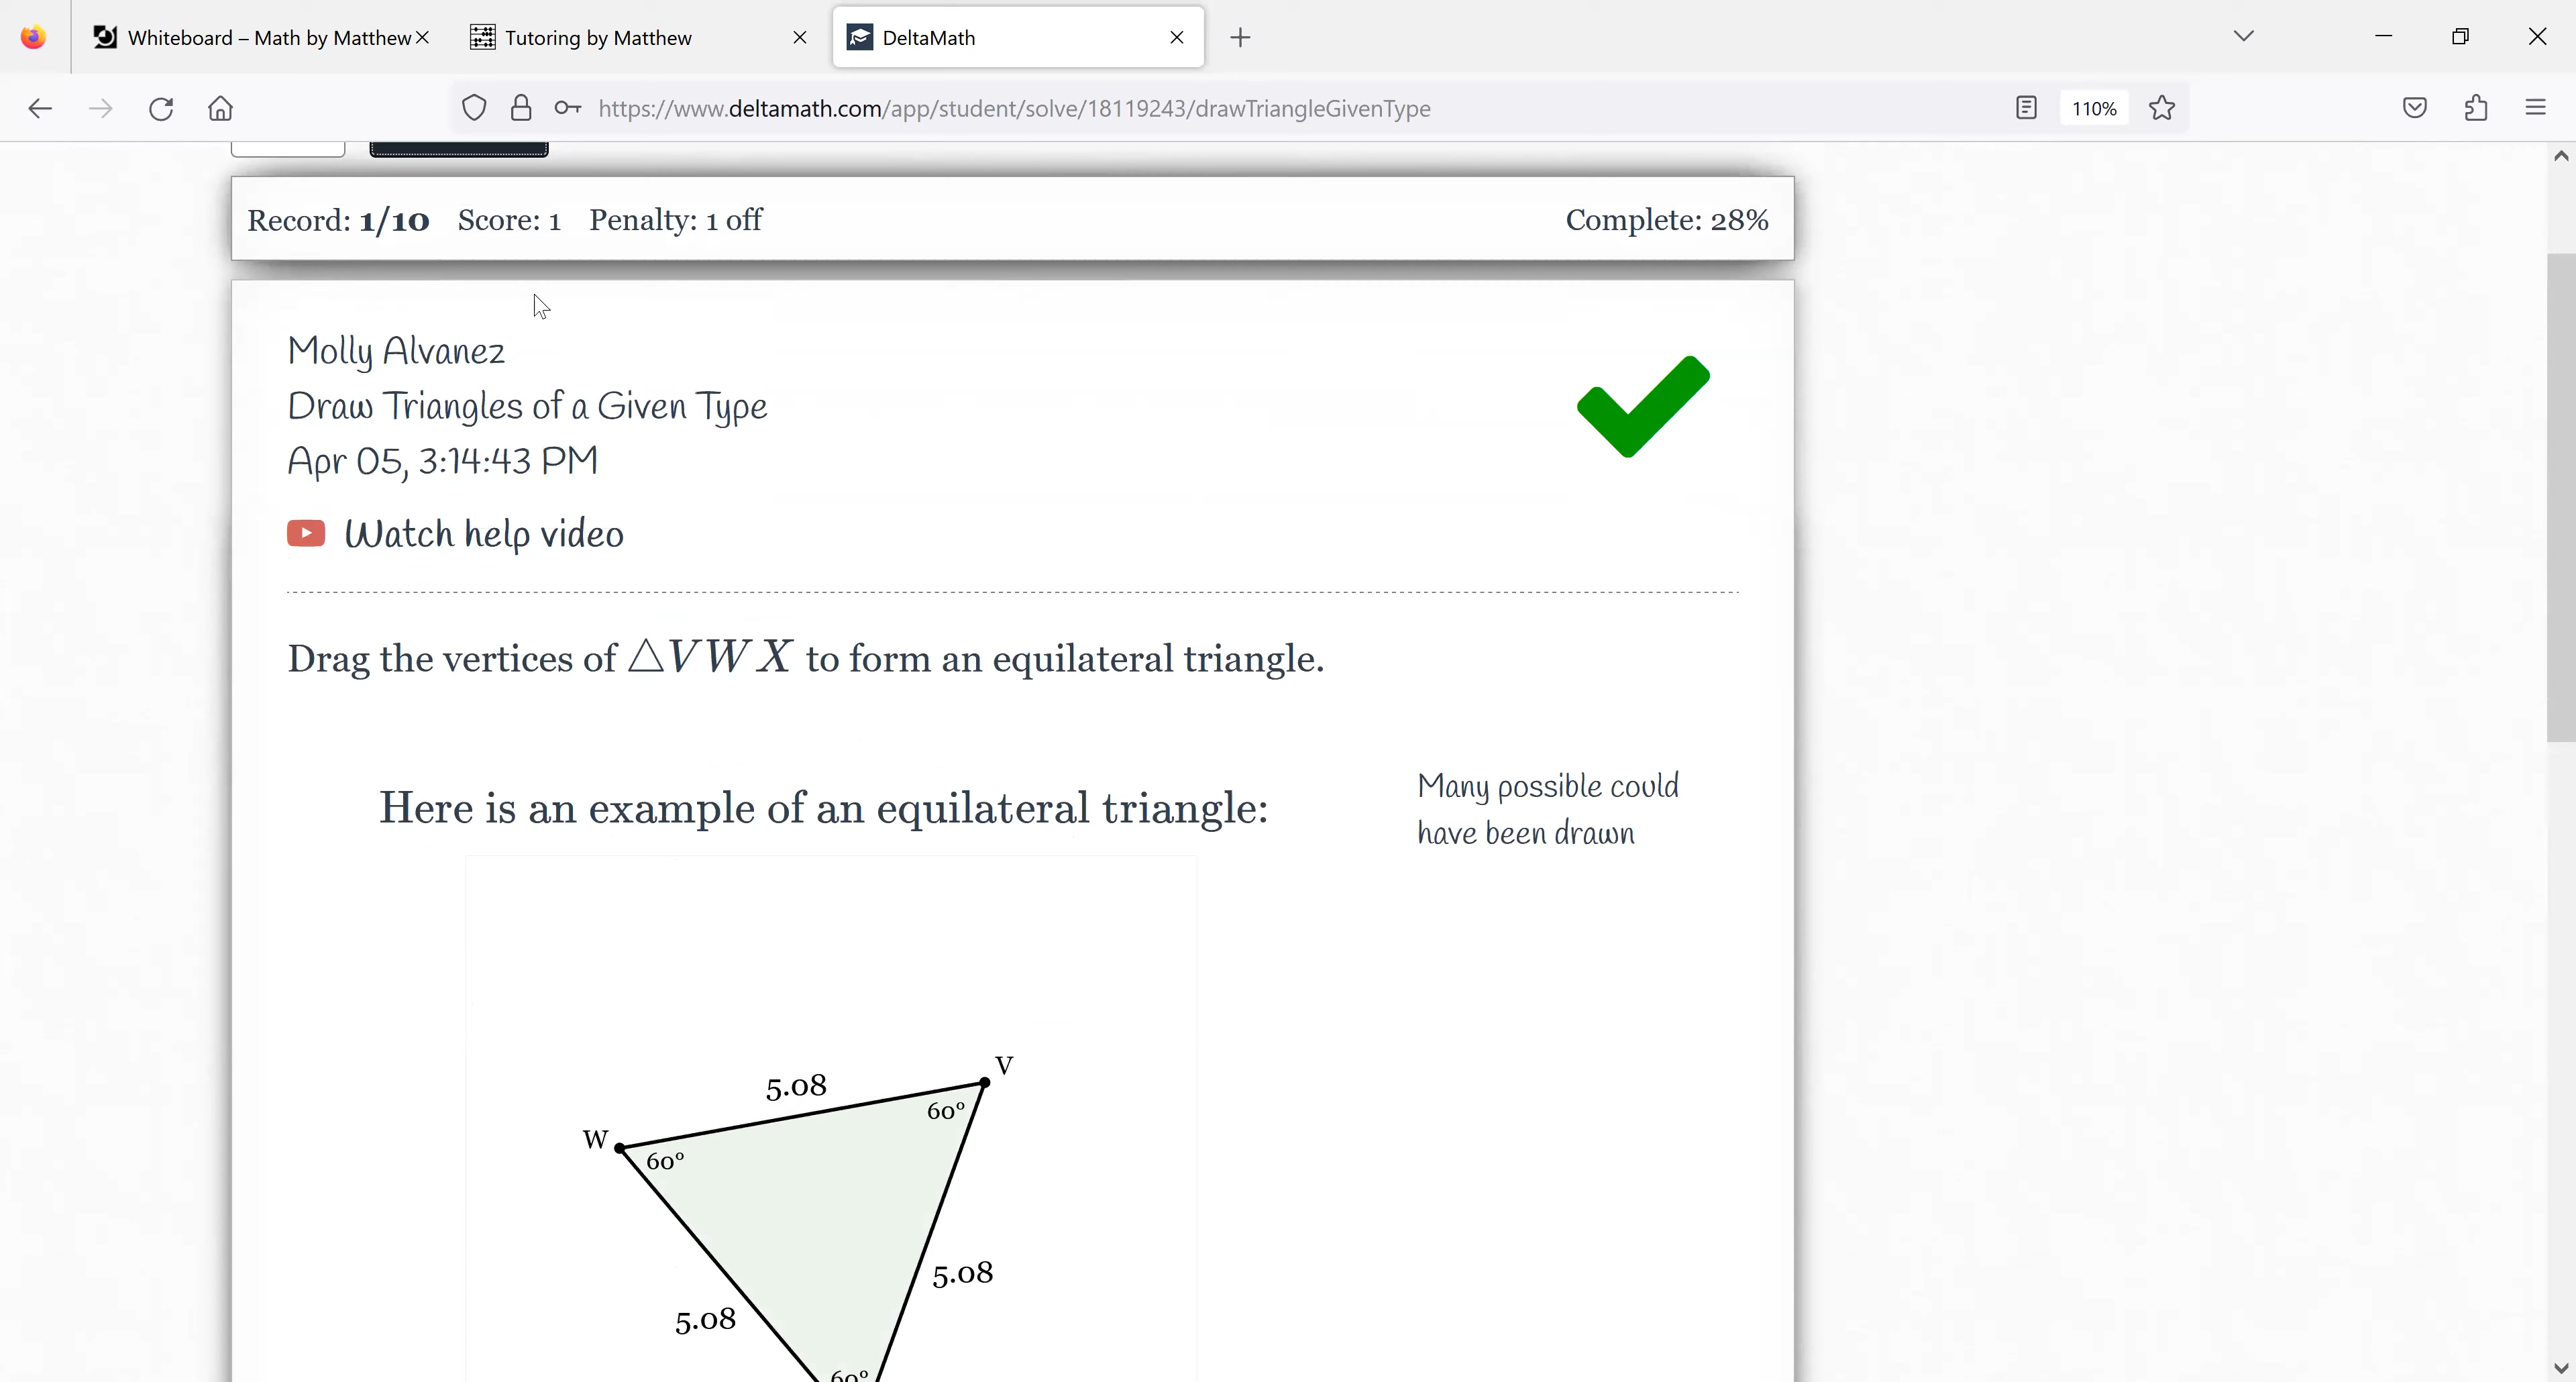 Whiteboard – Math by Matthew
Tutoring by Matthew
DeltaMath
https://www.deltamath.com/app/student/solve/18119243/drawTriangleGivenType
110%
Record: 1/10 Score: 1 Penalty: 1 off Complete: 28%
Molly Alvanez
Draw Triangles of a Given Type
Apr 05, 3:14:43 PM
Watch help video
Drag the vertices of △VWX to form an equilateral triangle.
Here is an example of an equilateral triangle:
Many possible could
have been drawn
V
5.08
60°
W
60°
5.08
5.08
60°